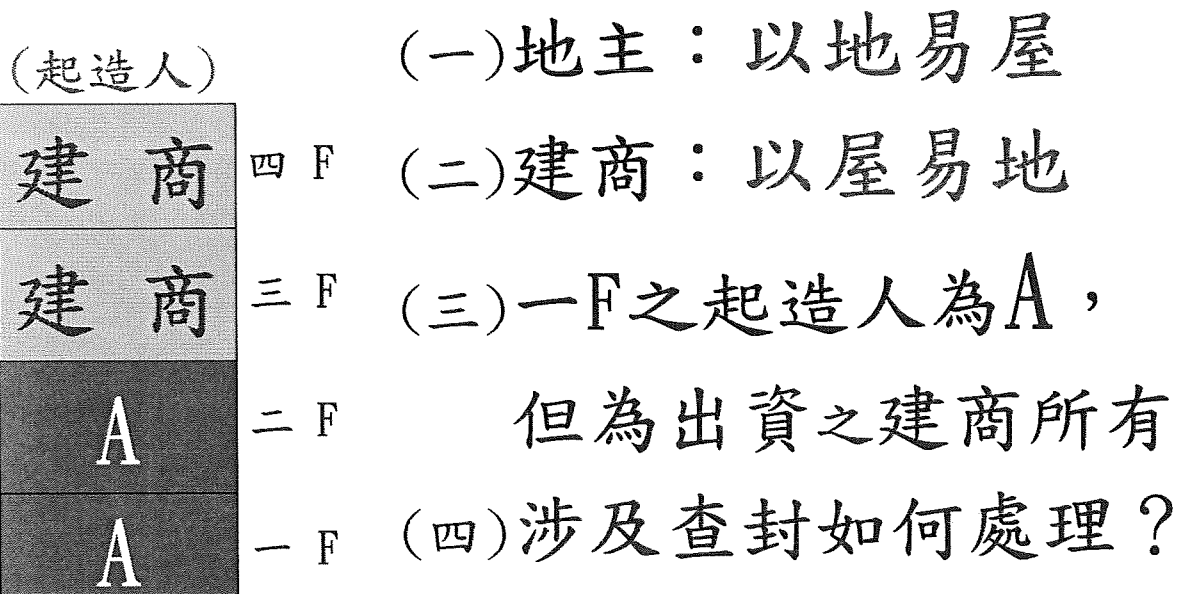 (起造人)
建 商 四 F
建 商 三 F
A 二 F
A 一 F
(一)地主：以地易屋
(二)建商：以屋易地
(三)一F之起造人為A，
但為出資之建商所有
(四)涉及查封如何處理？